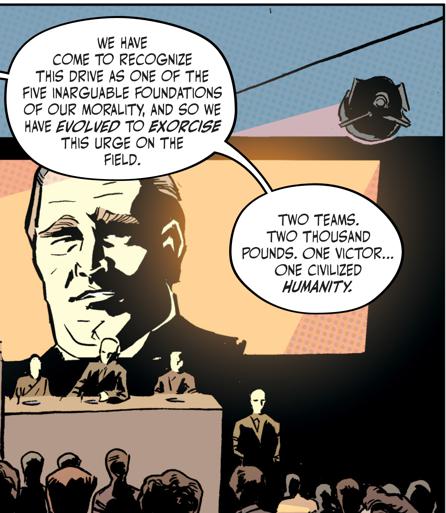 WE HAVE
COME TO RECOGNIZE
THIS DRIVE AS ONE OF THE
FIVE INARGUABLE FOUNDATIONS
OF OUR MORALITY, AND SO WE
HAVE EVOLVED TO EXORCISE
THIS URGE ON THE
FIELD.
TWO TEAMS.
TWO THOUSAND
POUNDS. ONE VICTOR...
ONE CIVILIZED
HUMANITY.